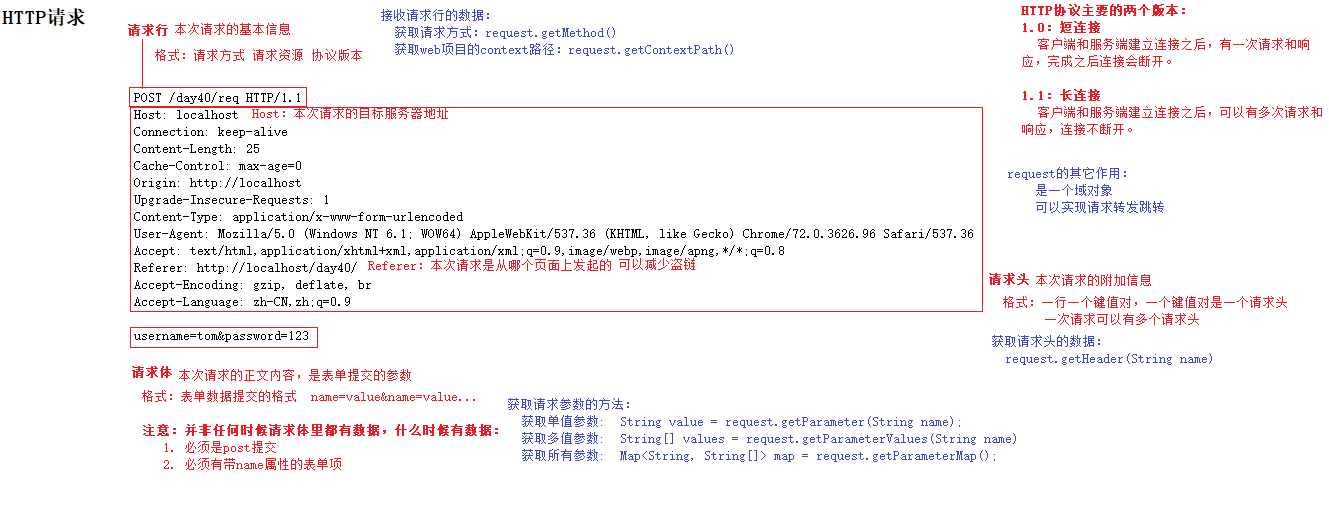 HTTP请求
请求行 本次请求的基本信息
格式：请求方式 请求资源 协议版本
接收请求行的数据：
获取请求方式：request.getMethod()
获取web项目的context路径：request.getContextPath()
HTTP协议主要的两个版本：
1.0：短连接
客户端和服务端建立连接之后，有一次请求和响
应，完成之后连接会断开。
1.1：长连接
客户端和服务端建立连接之后，可以有多次请求和
响应，连接不断开。
request的其它作用：
是一个域对象
可以实现请求转发跳转
POST /day40/req HTTP/1.1
Host: localhost Host：本次请求的目标服务器地址
Connection: keep-alive
Content-Length: 25
Cache-Control: max-age=0
Origin: http://localhost
Upgrade-Insecure-Requests: 1
Content-Type: application/x-www-form-urlencoded
User-Agent: Mozilla/5.0 (Windows NT 6.1; WOW64) AppleWebKit/537.36 (KHTML, like Gecko) Chrome/72.0.3626.96 Safari/537.36
Accept: text/html,application/xhtml+xml,application/xml;q=0.9,image/webp,image/apng,*/*;q=0.8
Referer: http://localhost/day40/ Referer：本次请求是从哪个页面上发起的 可以减少盗链
Accept-Encoding: gzip, deflate, br
Accept-Language: zh-CN,zh;q=0.9
请求头 本次请求的附加信息
格式：一行一个键值对，一个键值对是一个请求头
一次请求可以有多个请求头
获取请求头的数据：
request.getHeader(String name)
username=tom&password=123
请求体 本次请求的正文内容，是表单提交的参数
格式：表单数据提交的格式 name=value&name=value...
注意：并非任何时候请求体里都有数据，什么时候有数据：
1. 必须是post提交
2. 必须有带name属性的表单项
获取请求参数的方法：
获取单值参数： String value = request.getParameter(String name);
获取多值参数： String[] values = request.getParameterValues(String name)
获取所有参数： Map<String, String[]> map = request.getParameterMap();